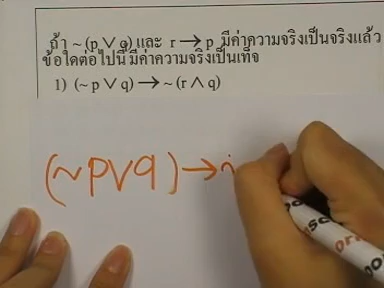 ถ้า ~ (p ∨ q) และ r → p มีค่าความจริงเป็นจริงแล้ว
ข้อใดต่อไปนี้ มีค่าความจริงเป็นเท็จ
1) (~ p ∨ q) → ~ (r ∧ q)
(~p∨q)→